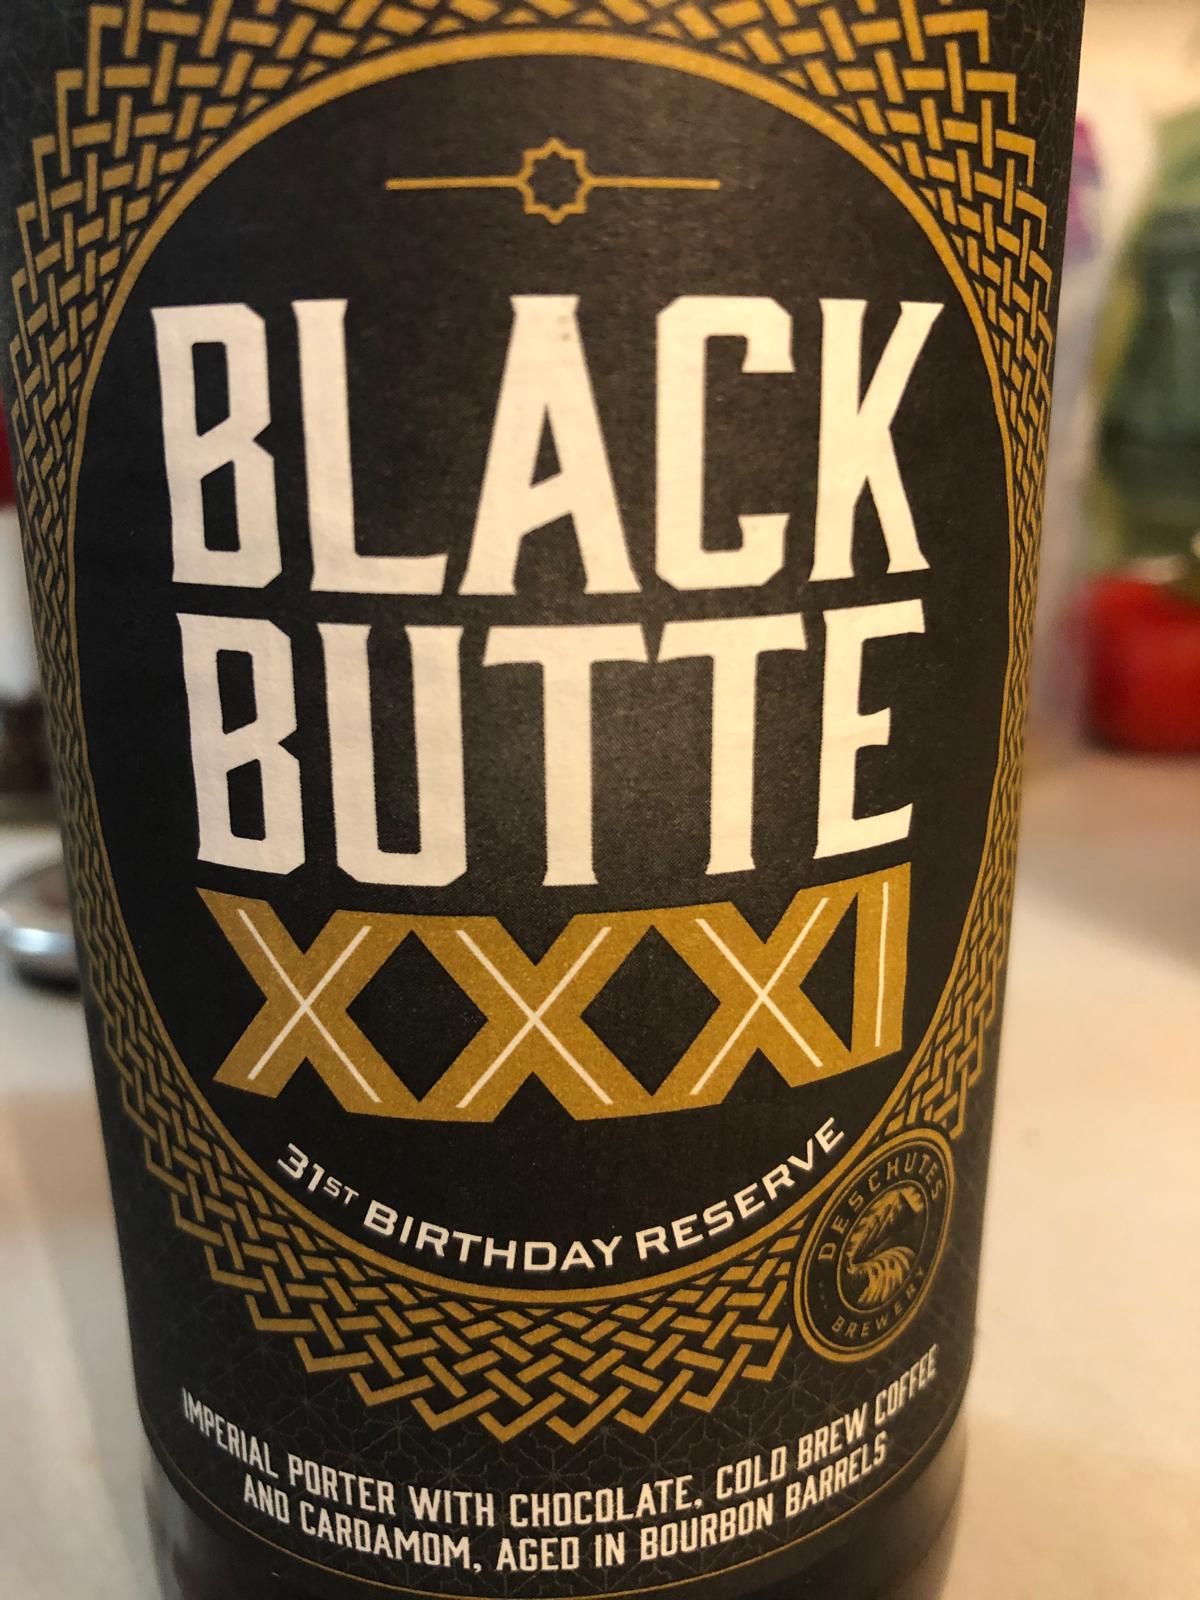 BLACK
BUTTE
XXXI
31ST BIRTHDAY RESERVE
DESCHUTES
BREWERY
IMPERIAL PORTER WITH CHOCOLATE, COLD BREW COFFEE
AND CARDAMOM, AGED IN BOURBON BARRELS